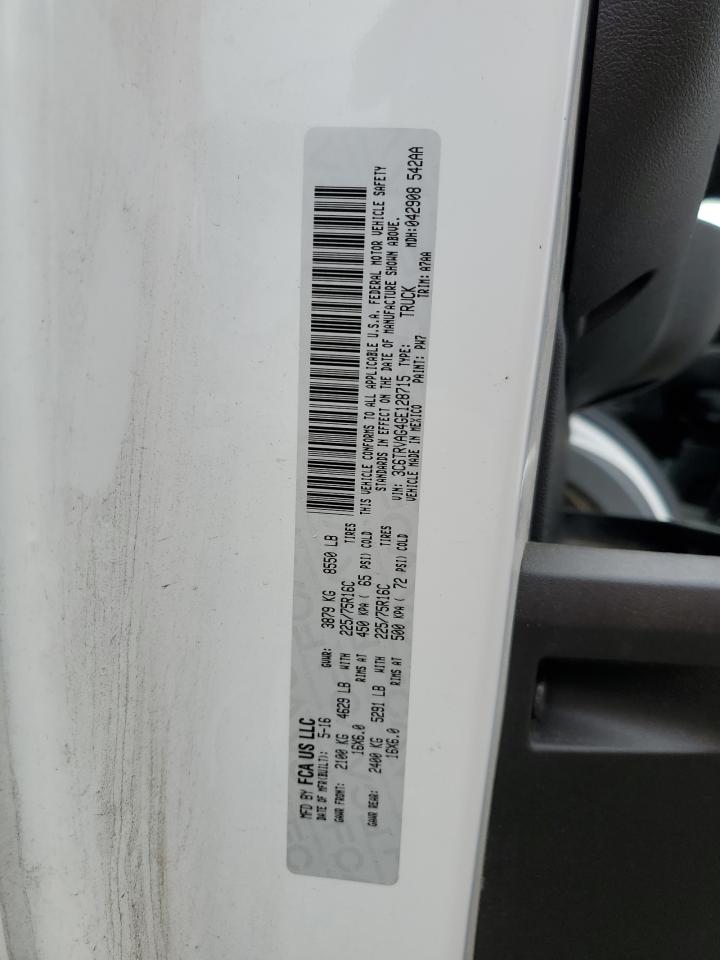 MFD BY FCA US LLC
DATE OF MFR(BUILT): 5-16 GVWR: 3879 KG 8550 LB
GAWR FRONT: 2100 KG 4629 LB WITH 225/75R16C TIRES
16X6.0 RIMS AT 450 KPA ( 65 PSI) COLD
GAWR REAR: 2400 KG 5291 LB WITH 225/75R16C TIRES
16X6.0 RIMS AT 500 KPA ( 72 PSI) COLD
THIS VEHICLE CONFORMS TO ALL APPLICABLE U.S.A. FEDERAL MOTOR VEHICLE SAFETY
STANDARDS IN EFFECT ON THE DATE OF MANUFACTURE SHOWN ABOVE.
VIN: 3C6TRVAG4GE128715 TYPE: TRUCK MDH:042908 542AA
VEHICLE MADE IN MEXICO PAINT: PW7 TRIM: A7AA